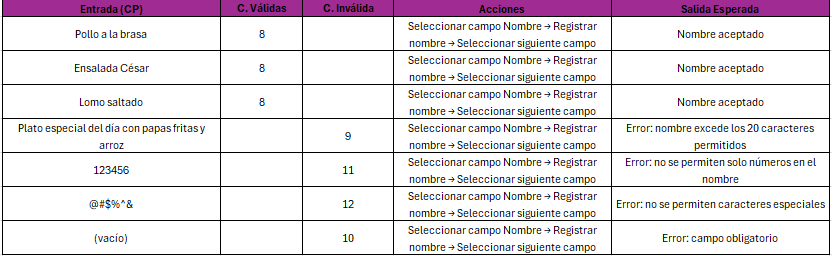 Entrada (CP) C. Válidas C. Inválida Acciones Salida Esperada
Pollo a la brasa 8 Seleccionar campo Nombre → Registrar nombre → Seleccionar siguiente campo Nombre aceptado
Ensalada César 8 Seleccionar campo Nombre → Registrar nombre → Seleccionar siguiente campo Nombre aceptado
Lomo saltado 8 Seleccionar campo Nombre → Registrar nombre → Seleccionar siguiente campo Nombre aceptado
Plato especial del día con papas fritas y arroz 9 Seleccionar campo Nombre → Registrar nombre → Seleccionar siguiente campo Error: nombre excede los 20 caracteres permitidos
123456 11 Seleccionar campo Nombre → Registrar nombre → Seleccionar siguiente campo Error: no se permiten solo números en el nombre
@#$%^& 12 Seleccionar campo Nombre → Registrar nombre → Seleccionar siguiente campo Error: no se permiten caracteres especiales
(vacío) 10 Seleccionar campo Nombre → Registrar nombre → Seleccionar siguiente campo Error: campo obligatorio